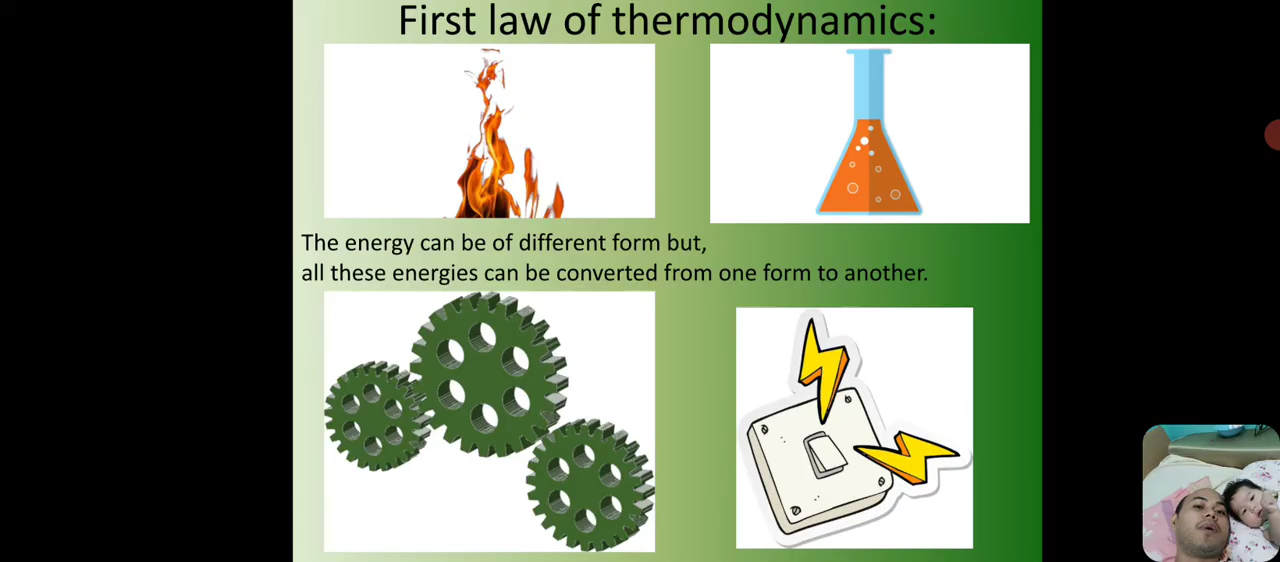 First law of thermodynamics:
The energy can be of different form but,
all these energies can be converted from one form to another.